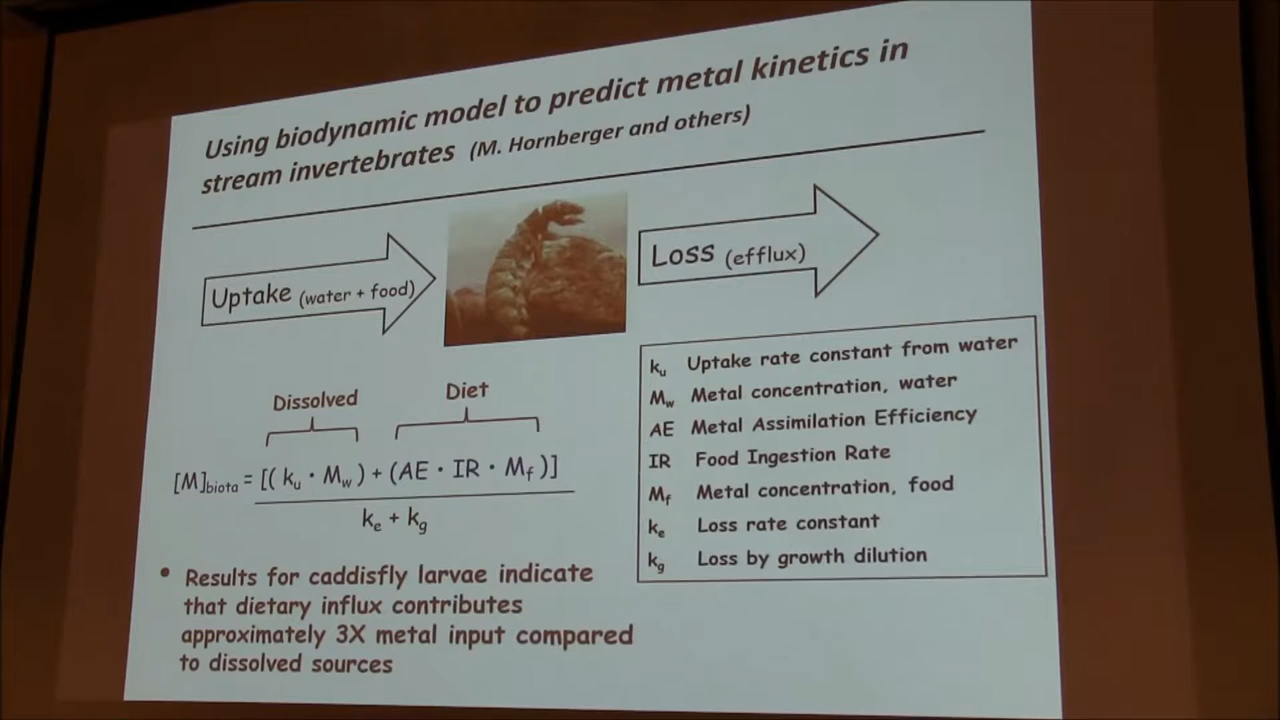 Using biodynamic model to predict metal kinetics in
stream invertebrates (M. Hornberger and others)
Uptake (water + food)
Loss (efflux)
Dissolved
Diet
[M]biota = [( ku · Mw ) + (AE · IR · Mf )]
ke + kg
ku Uptake rate constant from water
Mw Metal concentration, water
AE Metal Assimilation Efficiency
IR Food Ingestion Rate
Mf Metal concentration, food
ke Loss rate constant
kg Loss by growth dilution
• Results for caddisfly larvae indicate
that dietary influx contributes
approximately 3X metal input compared
to dissolved sources